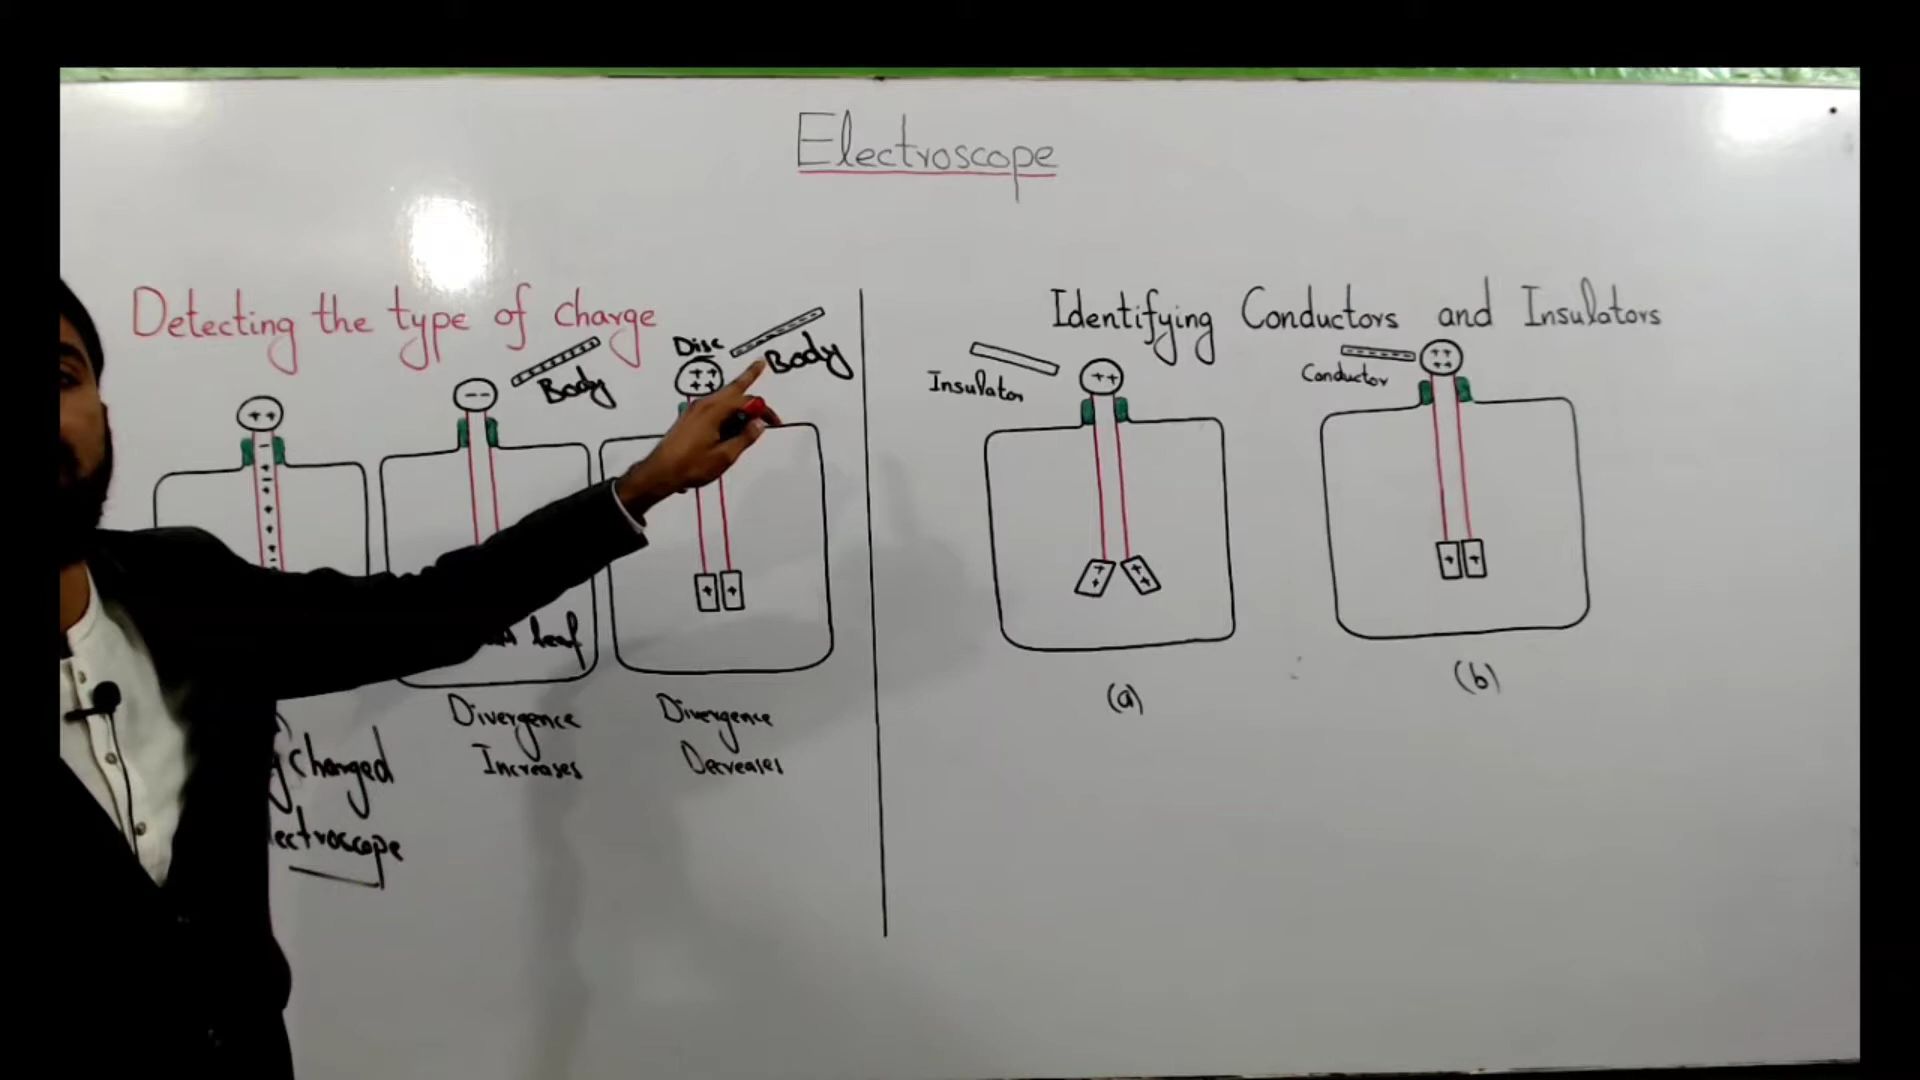 Electroscope
Detecting the type of charge
Body
Disc
Body
++
--
++
++
leaf
+ +
Divergence
Increases
Divergence
Decreases
Charged
Identifying Conductors and Insulators
Insulator
++
Conductor
++
++
+ +
(a)
(b)